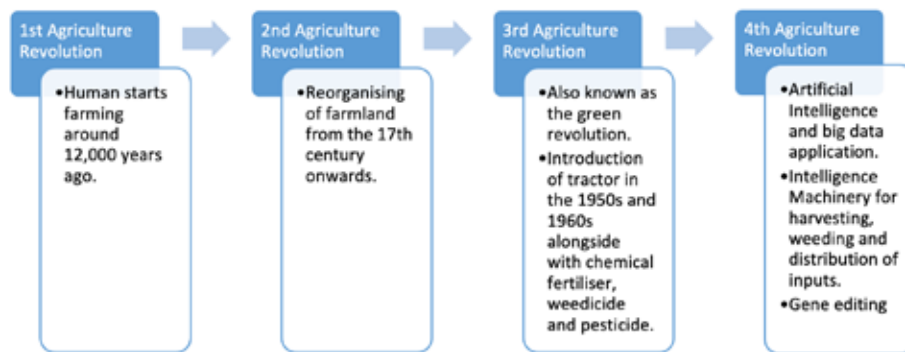 1st Agriculture
Revolution
•Human starts
farming
around
12,000 years
ago.
2nd Agriculture
Revolution
•Reorganising
of farmland
from the 17th
century
onwards.
3rd Agriculture
Revolution
•Also known as
the green
revolution.
•Introduction
of tractor in
the 1950s and
1960s
alongside
with chemical
fertiliser,
weedicide
and pesticide.
4th Agriculture
Revolution
•Artificial
Intelligence
and big data
application.
•Intelligence
Machinery for
harvesting,
weeding and
distribution of
inputs.
•Gene editing